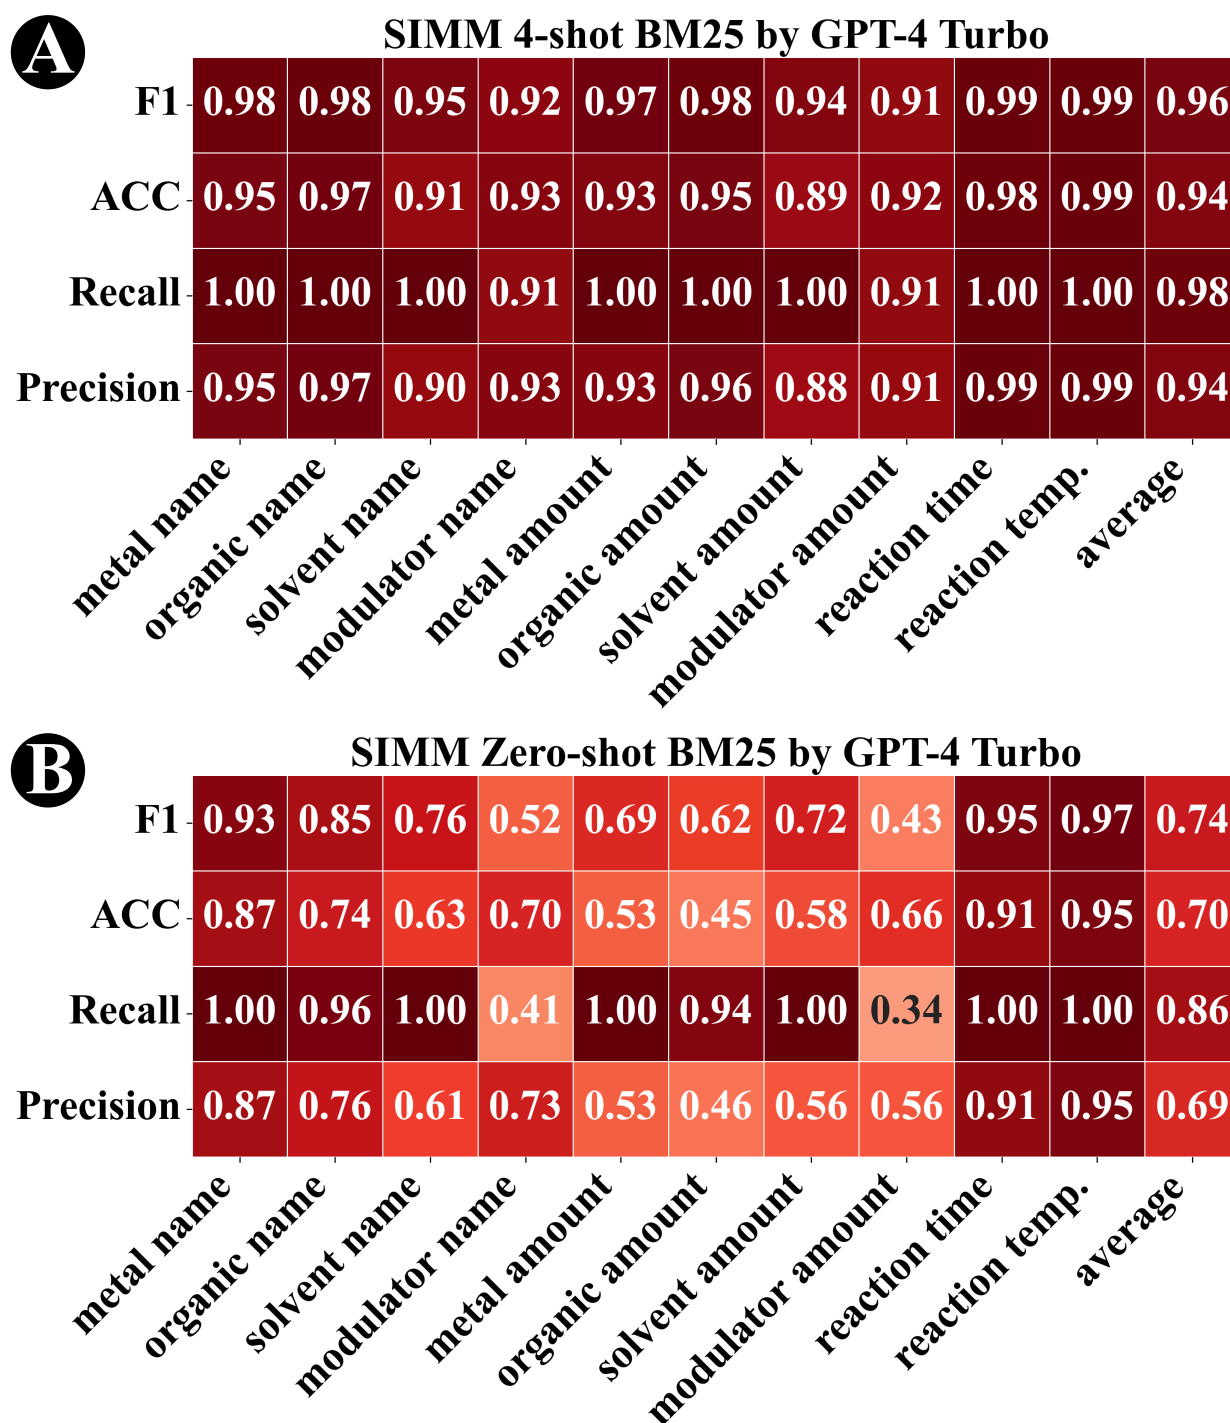 A
SIMM 4-shot BM25 by GPT-4 Turbo
F1 0.98 0.98 0.95 0.92 0.97 0.98 0.94 0.91 0.99 0.99 0.96
ACC 0.95 0.97 0.91 0.93 0.93 0.95 0.89 0.92 0.98 0.99 0.94
Recall 1.00 1.00 1.00 0.91 1.00 1.00 1.00 0.91 1.00 1.00 0.98
Precision 0.95 0.97 0.90 0.93 0.93 0.96 0.88 0.91 0.99 0.99 0.94
metal name
organic name
solvent name
modulator name
metal amount
organic amount
solvent amount
modulator amount
reaction time
reaction temp.
average
B
SIMM Zero-shot BM25 by GPT-4 Turbo
F1 0.93 0.85 0.76 0.52 0.69 0.62 0.72 0.43 0.95 0.97 0.74
ACC 0.87 0.74 0.63 0.70 0.53 0.45 0.58 0.66 0.91 0.95 0.70
Recall 1.00 0.96 1.00 0.41 1.00 0.94 1.00 0.34 1.00 1.00 0.86
Precision 0.87 0.76 0.61 0.73 0.53 0.46 0.56 0.56 0.91 0.95 0.69
metal name
organic name
solvent name
modulator name
metal amount
organic amount
solvent amount
modulator amount
reaction time
reaction temp.
average